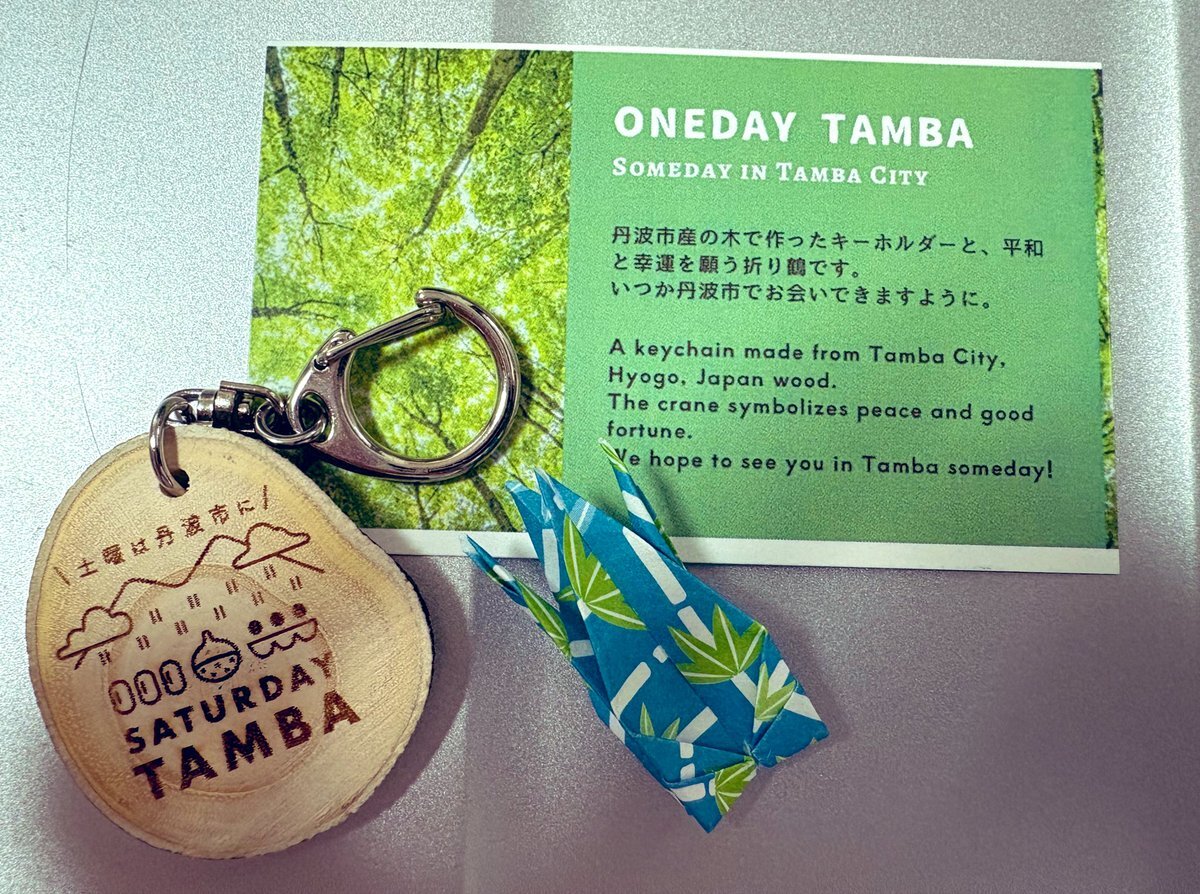 ONEDAY TAMBA
SOMEDAY IN TAMBA CITY
丹波市産の木で作ったキーホルダーと、平和
と幸運を願う折り鶴です。
いつか丹波市でお会いできますように。
A keychain made from Tamba City,
Hyogo, Japan wood.
The crane symbolizes peace and good
fortune.
We hope to see you in Tamba someday!
\土曜は丹波市に/
SATURDAY
TAMBA